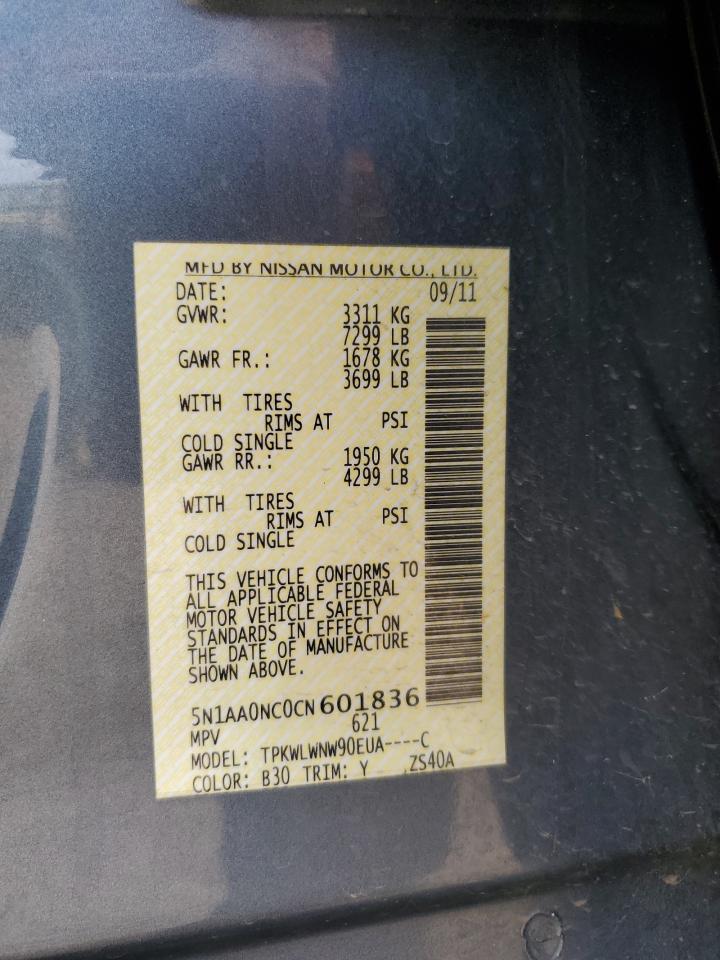 MFD BY NISSAN MOTOR CO., LTD.
DATE: 09/11
GVWR: 3311 KG
7299 LB
GAWR FR.: 1678 KG
3699 LB
WITH TIRES
RIMS AT PSI
COLD SINGLE
GAWR RR.: 1950 KG
4299 LB
WITH TIRES
RIMS AT PSI
COLD SINGLE
THIS VEHICLE CONFORMS TO
ALL APPLICABLE FEDERAL
MOTOR VEHICLE SAFETY
STANDARDS IN EFFECT ON
THE DATE OF MANUFACTURE
SHOWN ABOVE.
5N1AA0NC0CN601836
MPV 621
MODEL: TPKWLWNW90EUA----C
COLOR: B30 TRIM: Y ZS40A